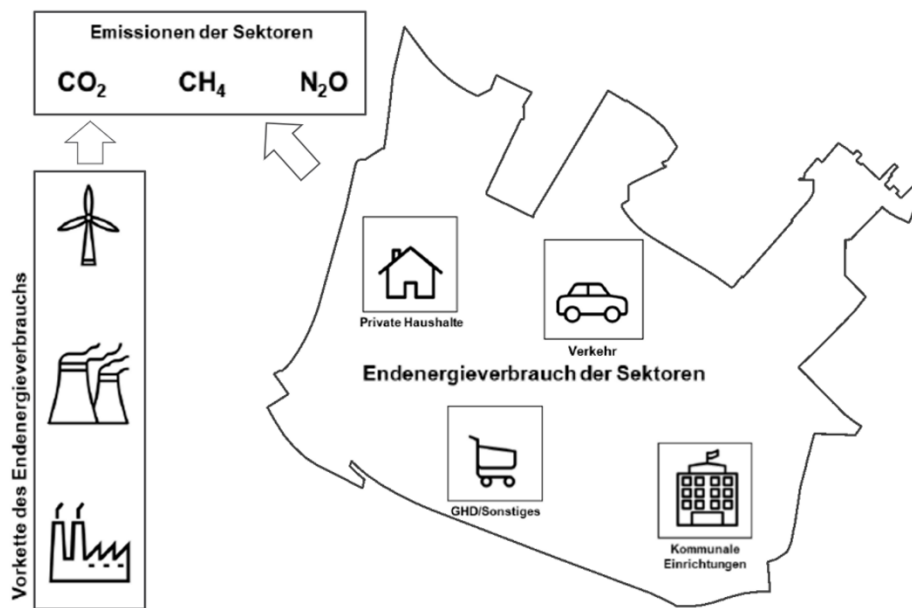 Emissionen der Sektoren
CO₂ CH₄ N₂O
Vorkette des Endenergieverbrauchs
Private Haushalte
Verkehr
Endenergieverbrauch der Sektoren
GHD/Sonstiges
Kommunale
Einrichtungen